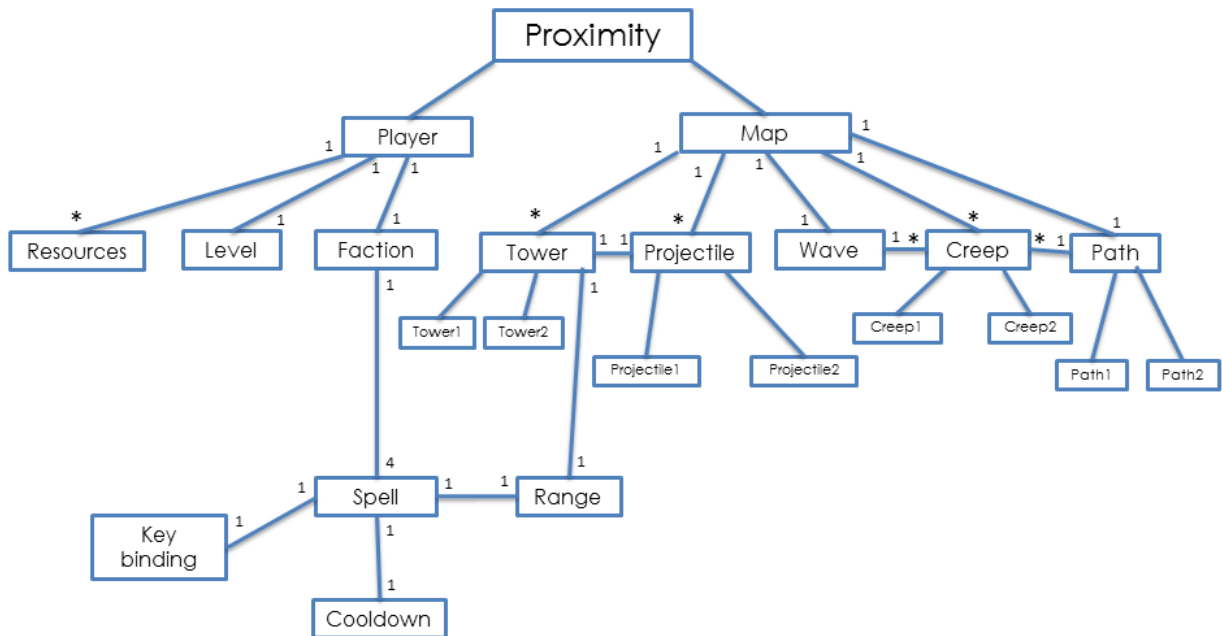 Proximity
Player
Map
1
1
1
1
1
1
1
1
*
1
1
*
*
1
*
1
Resources
Level
Faction
Tower
1
1
Projectile
Wave
1
*
Creep
*
1
Path
1
1
Tower1
Tower2
Creep1
Creep2
Projectile1
Projectile2
Path1
Path2
4
1
1
Spell
1
1
Range
1
1
Key
binding
1
Cooldown